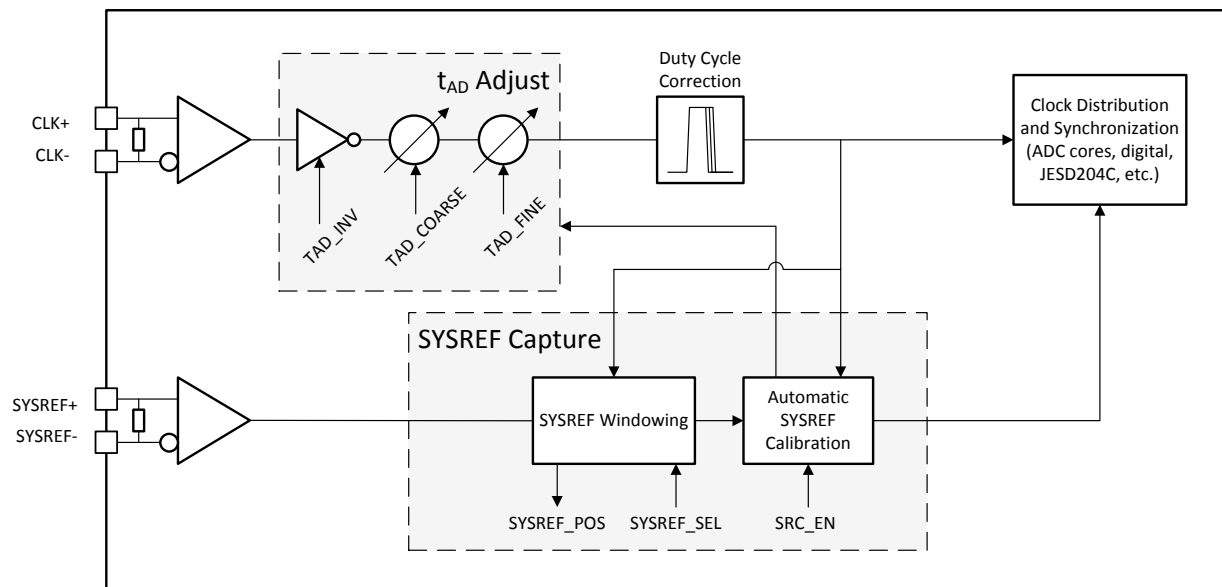 t_AD Adjust
Duty Cycle
Correction
CLK+
CLK-
TAD_INV
TAD_COARSE
TAD_FINE
Clock Distribution
and Synchronization
(ADC cores, digital,
JESD204C, etc.)
SYSREF Capture
SYSREF+
SYSREF-
SYSREF Windowing
Automatic
SYSREF
Calibration
SYSREF_POS
SYSREF_SEL
SRC_EN